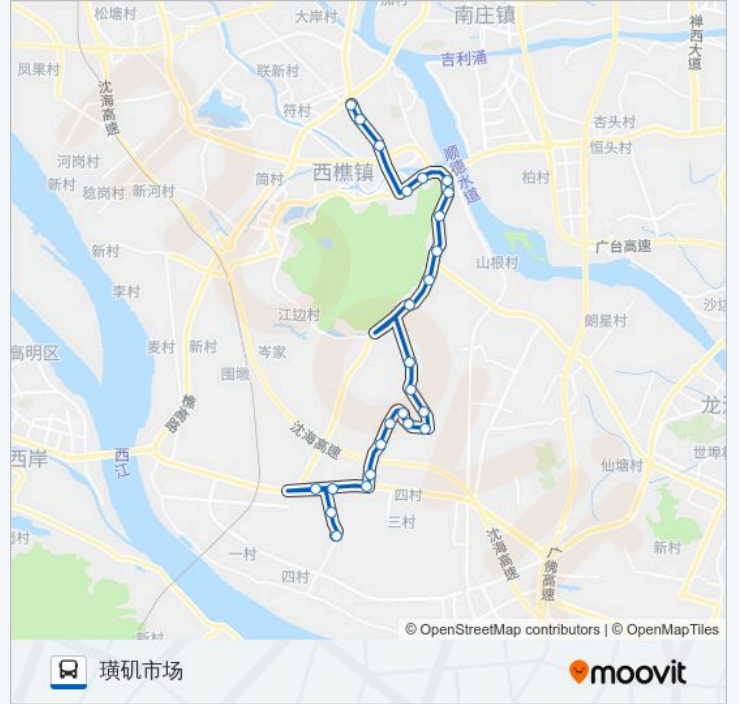 松塘村
大岸村
南庄镇
禅西大道
凤果村
联新村
吉利涌
沈海高速
符村
杏头村
恒头村
河岗村
新村
稔岗村
新河村
简村
西樵镇
顺德水道
柏村
新村
广台高速
李村
山根村
江边村
沙边
高明区
麦村
新村
岑家
朗星村
围墩
樵高路
龙江
沈海高速
西江
西岸
世埠村
仙塘村
四村
三村
沈海高速
广佛高速
一村
四村
新村
新村
© OpenStreetMap contributors | © OpenMapTiles
璜矶市场
moovit